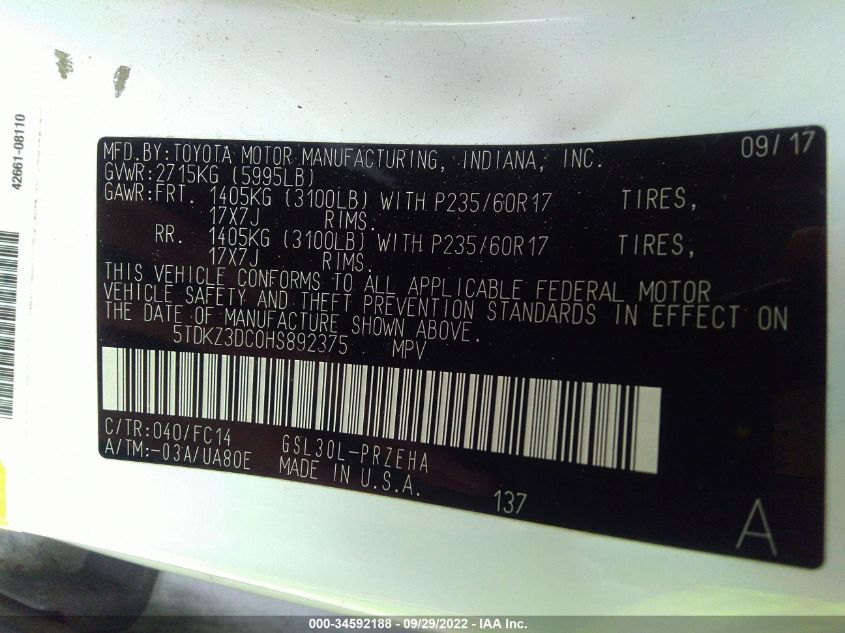 42661-08110
MFD.BY:TOYOTA MOTOR MANUFACTURING, INDIANA, INC. 09/17
GVWR:2715KG (5995LB)
GAWR:FRT. 1405KG (3100LB) WITH P235/60R17 TIRES,
17X7J RIMS.
RR. 1405KG (3100LB) WITH P235/60R17 TIRES,
17X7J RIMS.
THIS VEHICLE CONFORMS TO ALL APPLICABLE FEDERAL MOTOR
VEHICLE SAFETY AND THEFT PREVENTION STANDARDS IN EFFECT ON
THE DATE OF MANUFACTURE SHOWN ABOVE.
5TDKZ3DC0HS892375 MPV
C/TR:040/FC14 GSL30L-PRZEHA
A/TM:-03A/UA80E MADE IN U.S.A.
137
A
000-34592188 - 09/29/2022 - IAA Inc.